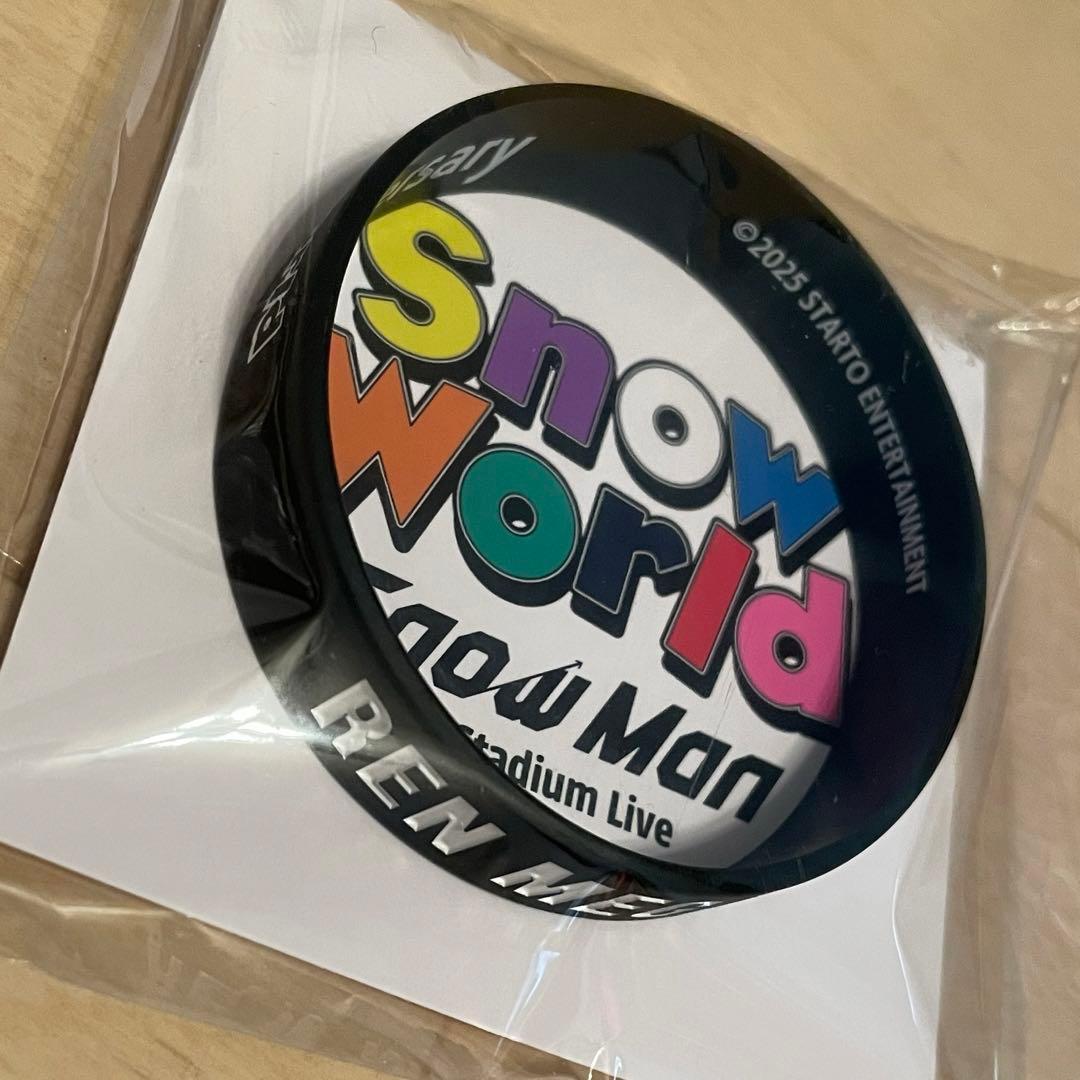 ersary
©2025 STARTO ENTERTAINMENT
Snow
World
Snow Man
Stadium Live
REN ME